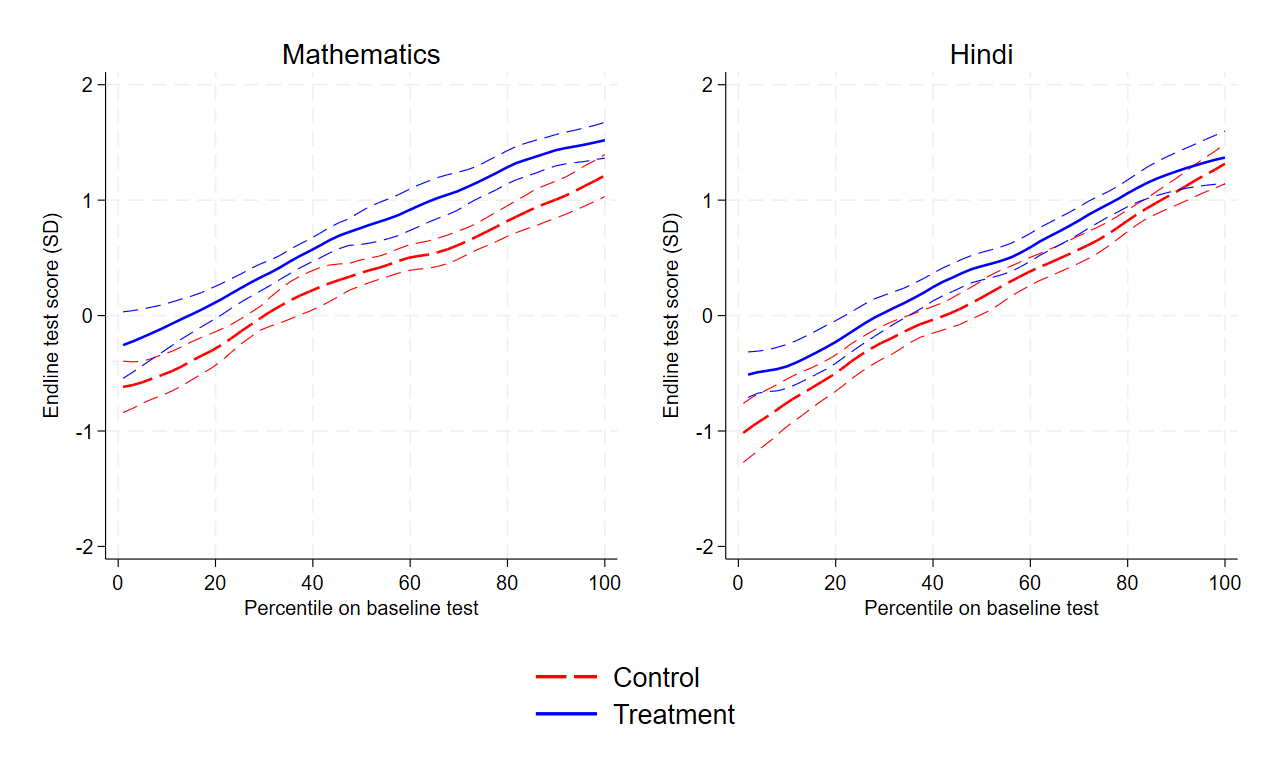 Mathematics
Endline test score (SD)
2
1
0
-1
-2
0 20 40 60 80 100
Percentile on baseline test
Hindi
Endline test score (SD)
2
1
0
-1
-2
0 20 40 60 80 100
Percentile on baseline test
Control
Treatment